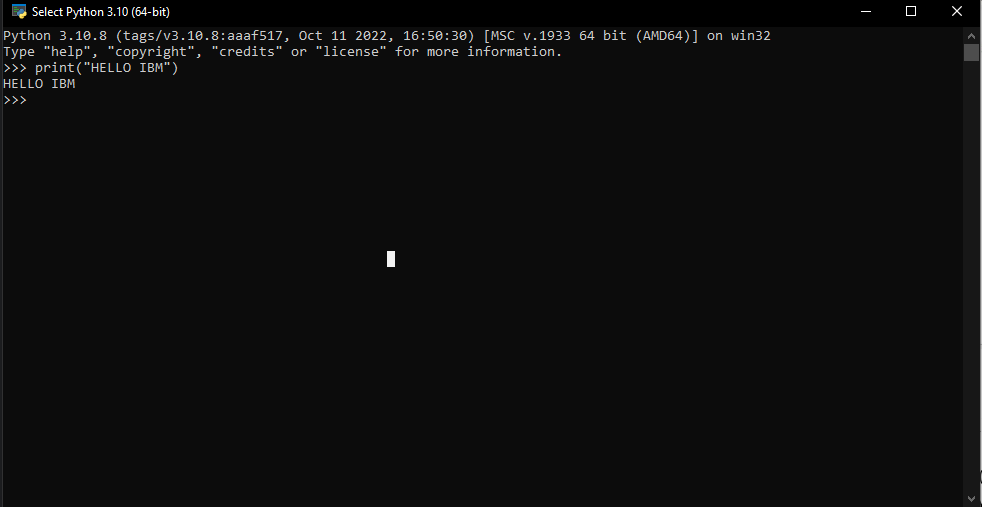 Select Python 3.10 (64-bit)
Python 3.10.8 (tags/v3.10.8:aaaf517, Oct 11 2022, 16:50:30) [MSC v.1933 64 bit (AMD64)] on win32
Type "help", "copyright", "credits" or "license" for more information.
>>> print("HELLO IBM")
HELLO IBM
>>>